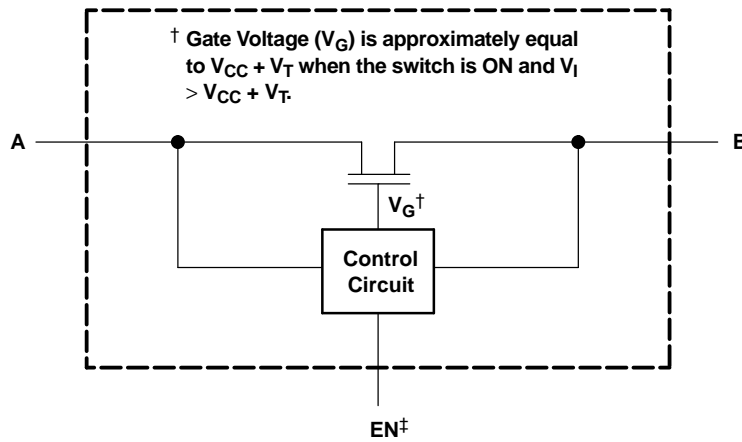 † Gate Voltage (VG) is approximately equal
to VCC + VT when the switch is ON and VI
> VCC + VT.
A
B
VG†
Control
Circuit
EN‡